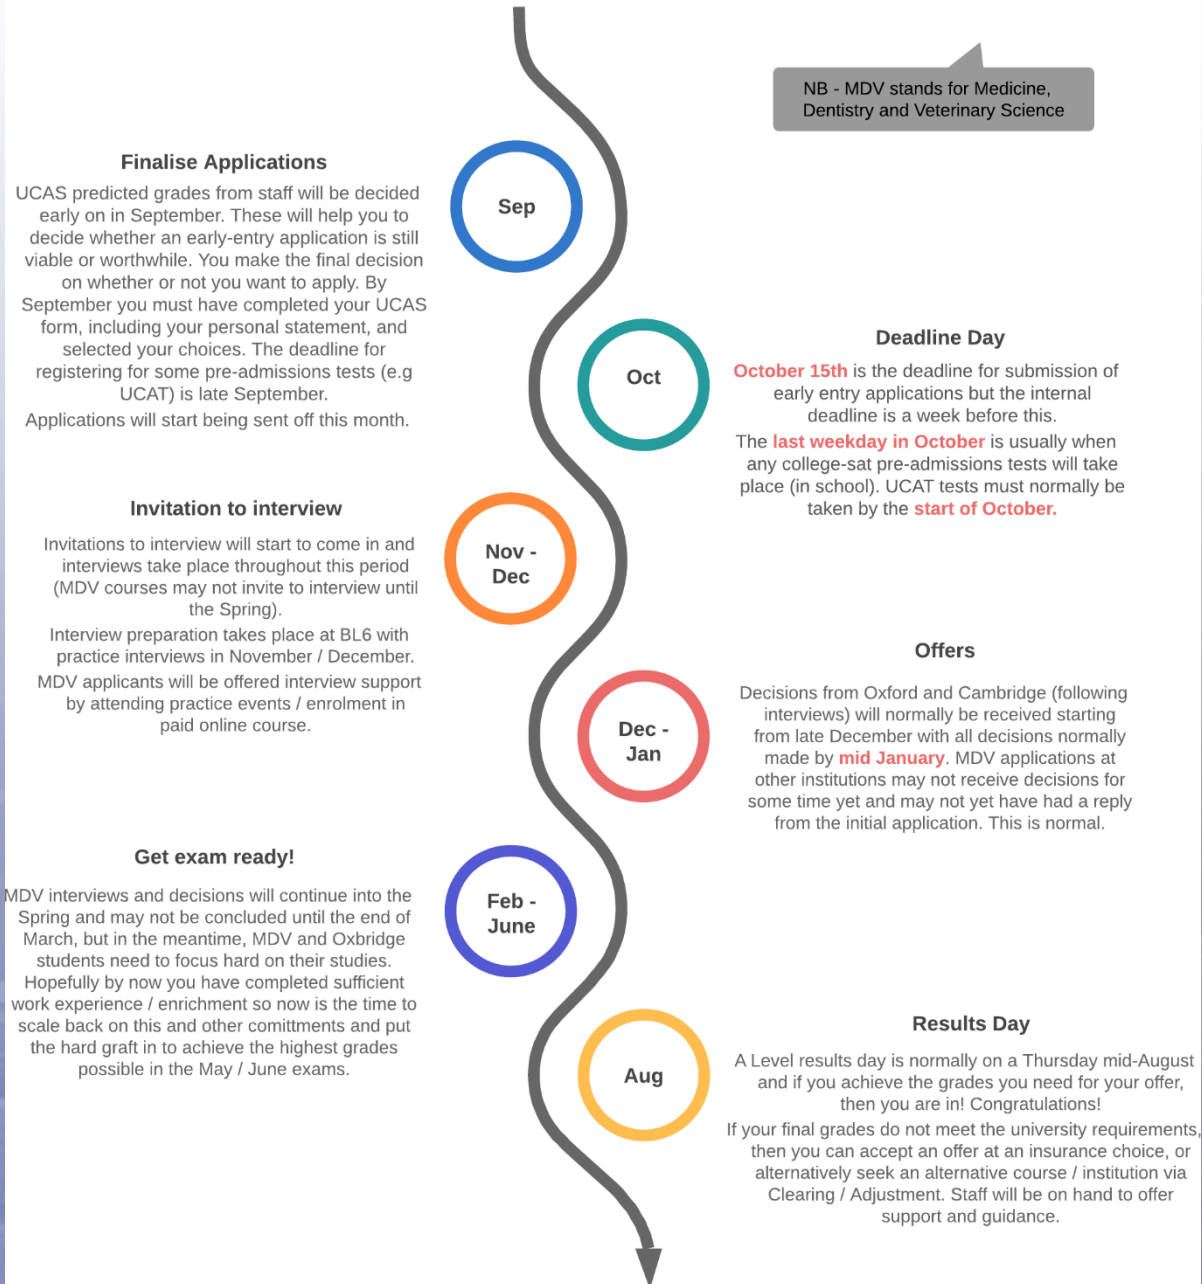 NB - MDV stands for Medicine,
Dentistry and Veterinary Science
Finalise Applications
UCAS predicted grades from staff will be decided
early on in September. These will help you to
decide whether an early-entry application is still
viable or worthwhile. You make the final decision
on whether or not you want to apply. By
September you must have completed your UCAS
form, including your personal statement, and
selected your choices. The deadline for
registering for some pre-admissions tests (e.g
UCAT) is late September.
Applications will start being sent off this month.
Sep
Oct
Deadline Day
October 15th is the deadline for submission of
early entry applications but the internal
deadline is a week before this.
The last weekday in October is usually when
any college-sat pre-admissions tests will take
place (in school). UCAT tests must normally be
taken by the start of October.
Invitation to interview
Invitations to interview will start to come in and
interviews take place throughout this period
(MDV courses may not invite to interview until
the Spring).
Interview preparation takes place at BL6 with
practice interviews in November / December.
MDV applicants will be offered interview support
by attending practice events / enrolment in
paid online course.
Nov -
Dec
Dec -
Jan
Offers
Decisions from Oxford and Cambridge (following
interviews) will normally be received starting
from late December with all decisions normally
made by mid January. MDV applications at
other institutions may not receive decisions for
some time yet and may not yet have had a reply
from the initial application. This is normal.
Get exam ready!
MDV interviews and decisions will continue into the
Spring and may not be concluded until the end of
March, but in the meantime, MDV and Oxbridge
students need to focus hard on their studies.
Hopefully by now you have completed sufficient
work experience / enrichment so now is the time to
scale back on this and other comittments and put
the hard graft in to achieve the highest grades
possible in the May / June exams.
Feb -
June
Aug
Results Day
A Level results day is normally on a Thursday mid-August
and if you achieve the grades you need for your offer,
then you are in! Congratulations!
If your final grades do not meet the university requirements,
then you can accept an offer at an insurance choice, or
alternatively seek an alternative course / institution via
Clearing / Adjustment. Staff will be on hand to offer
support and guidance.